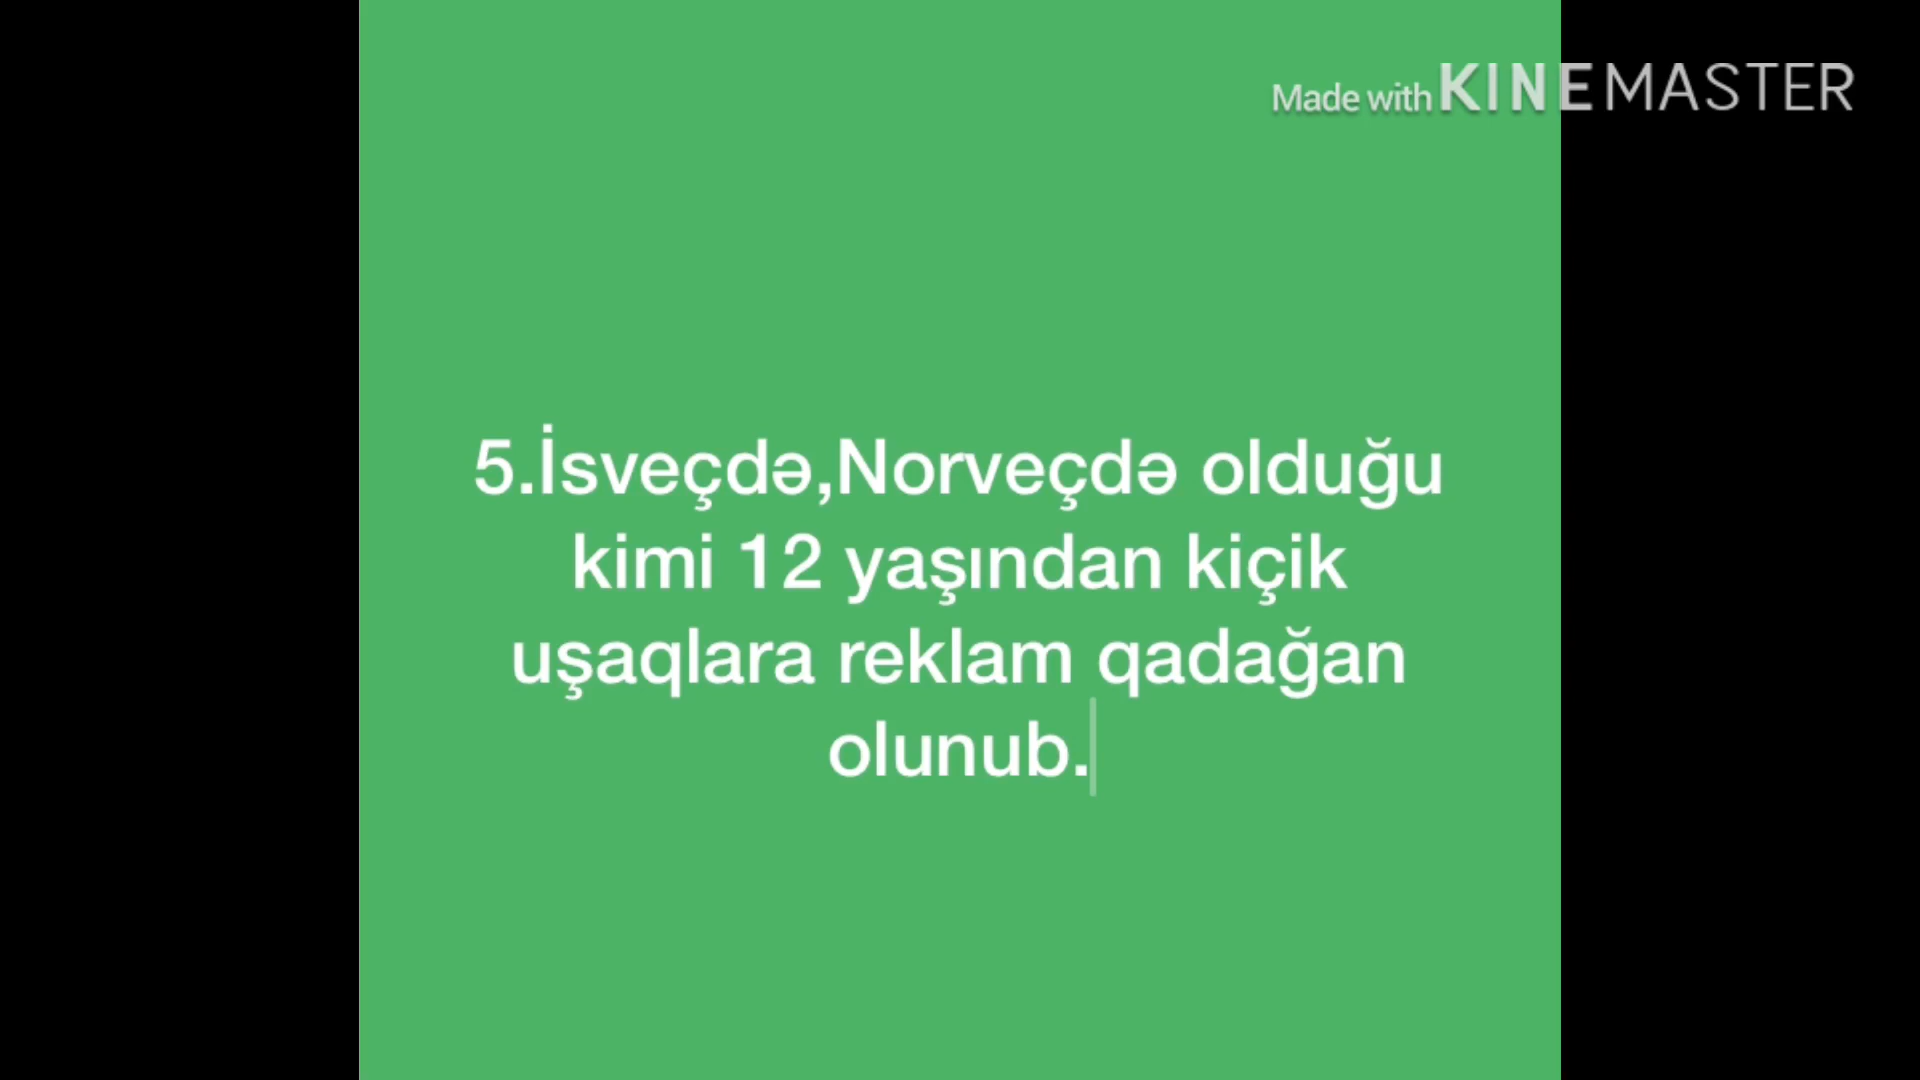 Made with KINEMASTER
5.İsveçdə,Norveçdə olduğu
kimi 12 yaşından kiçik
uşaqlara reklam qadağan
olunub.